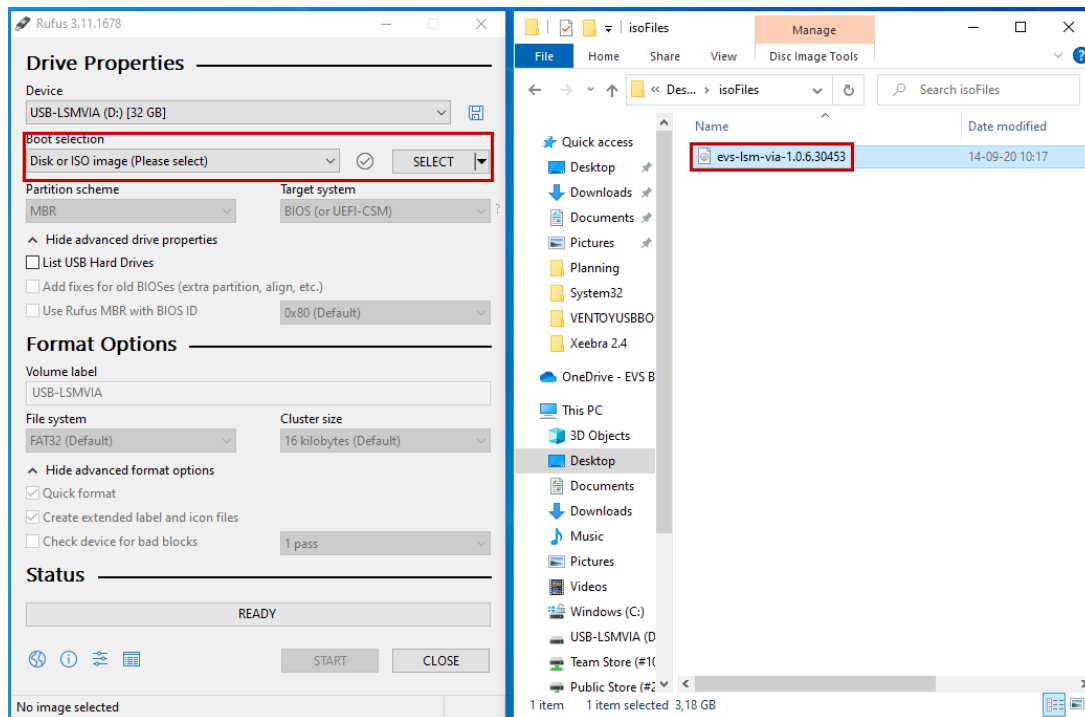 Rufus 3.11.1678
Drive Properties
Device
USB-LSMVIA (D:) [32 GB]
Boot selection
Disk or ISO image (Please select)
SELECT
Partition scheme
Target system
MBR
BIOS (or UEFI-CSM)
?
Hide advanced drive properties
List USB Hard Drives
Add fixes for old BIOSes (extra partition, align, etc.)
Use Rufus MBR with BIOS ID
0x80 (Default)
Format Options
Volume label
USB-LSMVIA
File system
Cluster size
FAT32 (Default)
16 kilobytes (Default)
Hide advanced format options
Quick format
Create extended label and icon files
Check device for bad blocks
1 pass
Status
READY
START
CLOSE
No image selected
isoFiles
Manage
File
Home
Share
View
Disc Image Tools
?
« Des... › isoFiles
Search isoFiles
Name
Date modified
evs-lsm-via-1.0.6.30453
14-09-20 10:17
Quick access
Desktop
Downloads
Documents
Pictures
Planning
System32
VENTOYUSBBO
Xeebra 2.4
OneDrive - EVS B
This PC
3D Objects
Desktop
Documents
Downloads
Music
Pictures
Videos
Windows (C:)
USB-LSMVIA (D
Team Store (#1(
Public Store (#2
1 item
1 item selected 3,18 GB